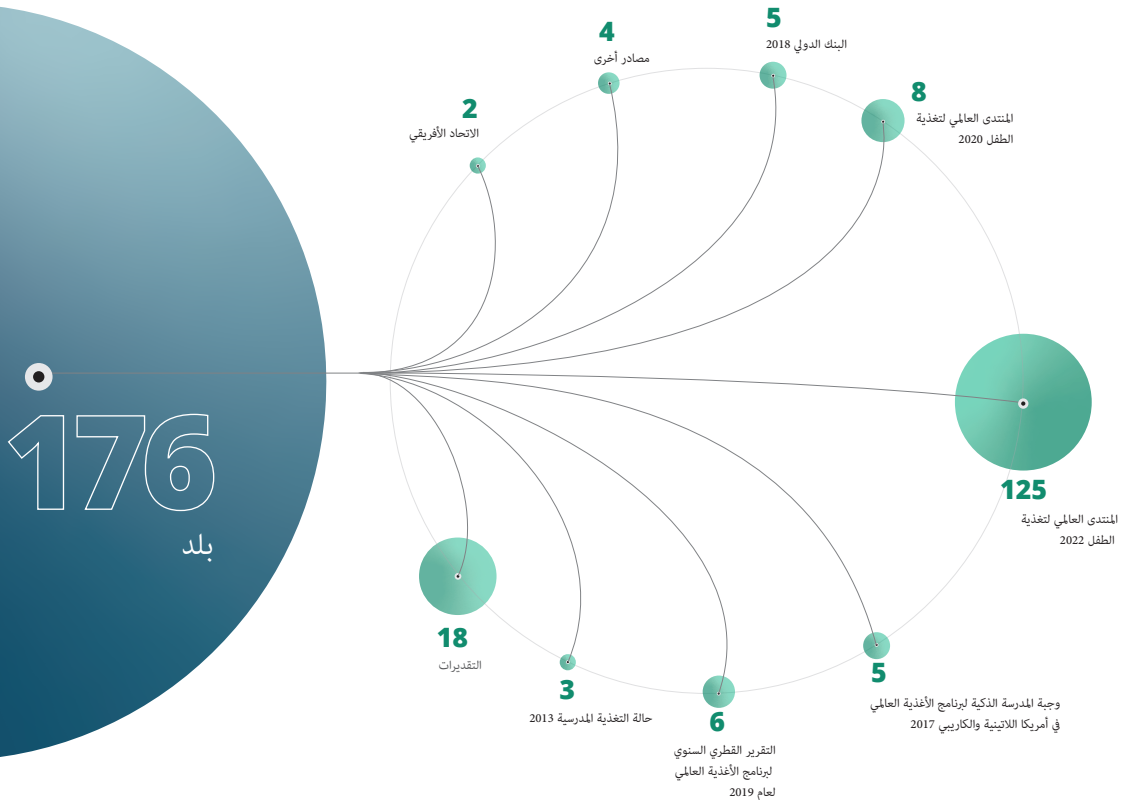 5
البنك الدولي 2018
4
مصادر أخرى
8
المنتدى العالمي لتغذية
الطفل 2020
2
الاتحاد الأفريقي
176
بلد
125
المنتدى العالمي لتغذية
الطفل 2022
18
التقديرات
3
حالة التغذية المدرسية 2013
6
التقرير القطري السنوي
لبرنامج الأغذية العالمي
لعام 2019
5
وجبة المدرسة الذكية لبرنامج الأغذية العالمي
في أمريكا اللاتينية والكاريبي 2017